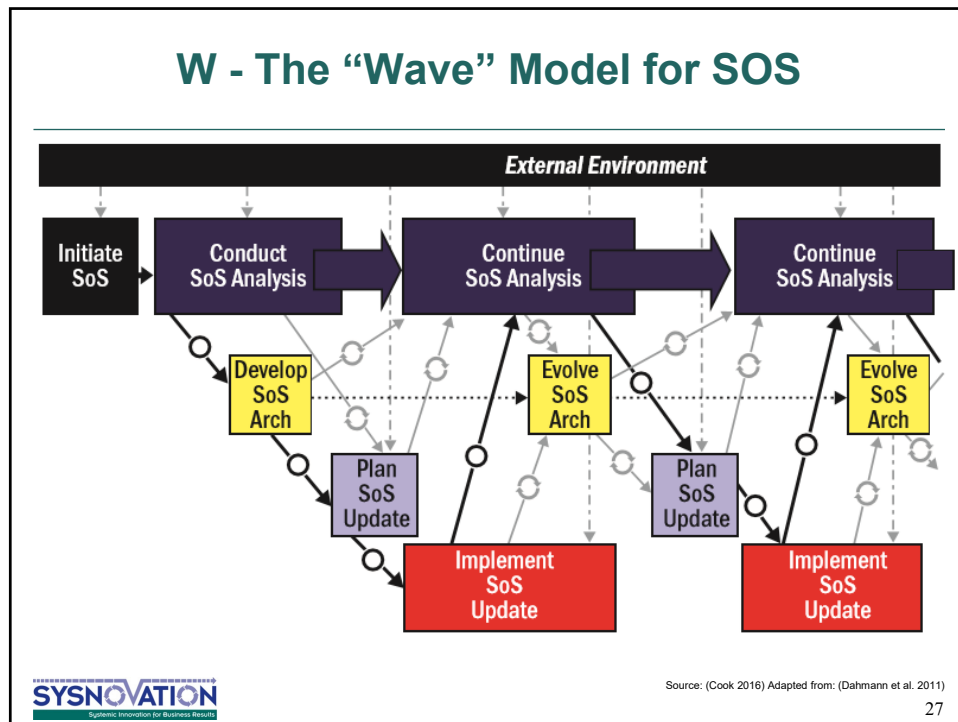 W - The “Wave” Model for SOS
External Environment
Initiate
SoS
Conduct
SoS Analysis
Continue
SoS Analysis
Continue
SoS Analysis
Develop
SoS
Arch
Evolve
SoS
Arch
Evolve
SoS
Arch
Plan
SoS
Update
Plan
SoS
Update
Implement
SoS
Update
Implement
SoS
Update
SYSNOVATION
Systemic Innovation for Business Results
Source: (Cook 2016) Adapted from: (Dahmann et al. 2011)
27